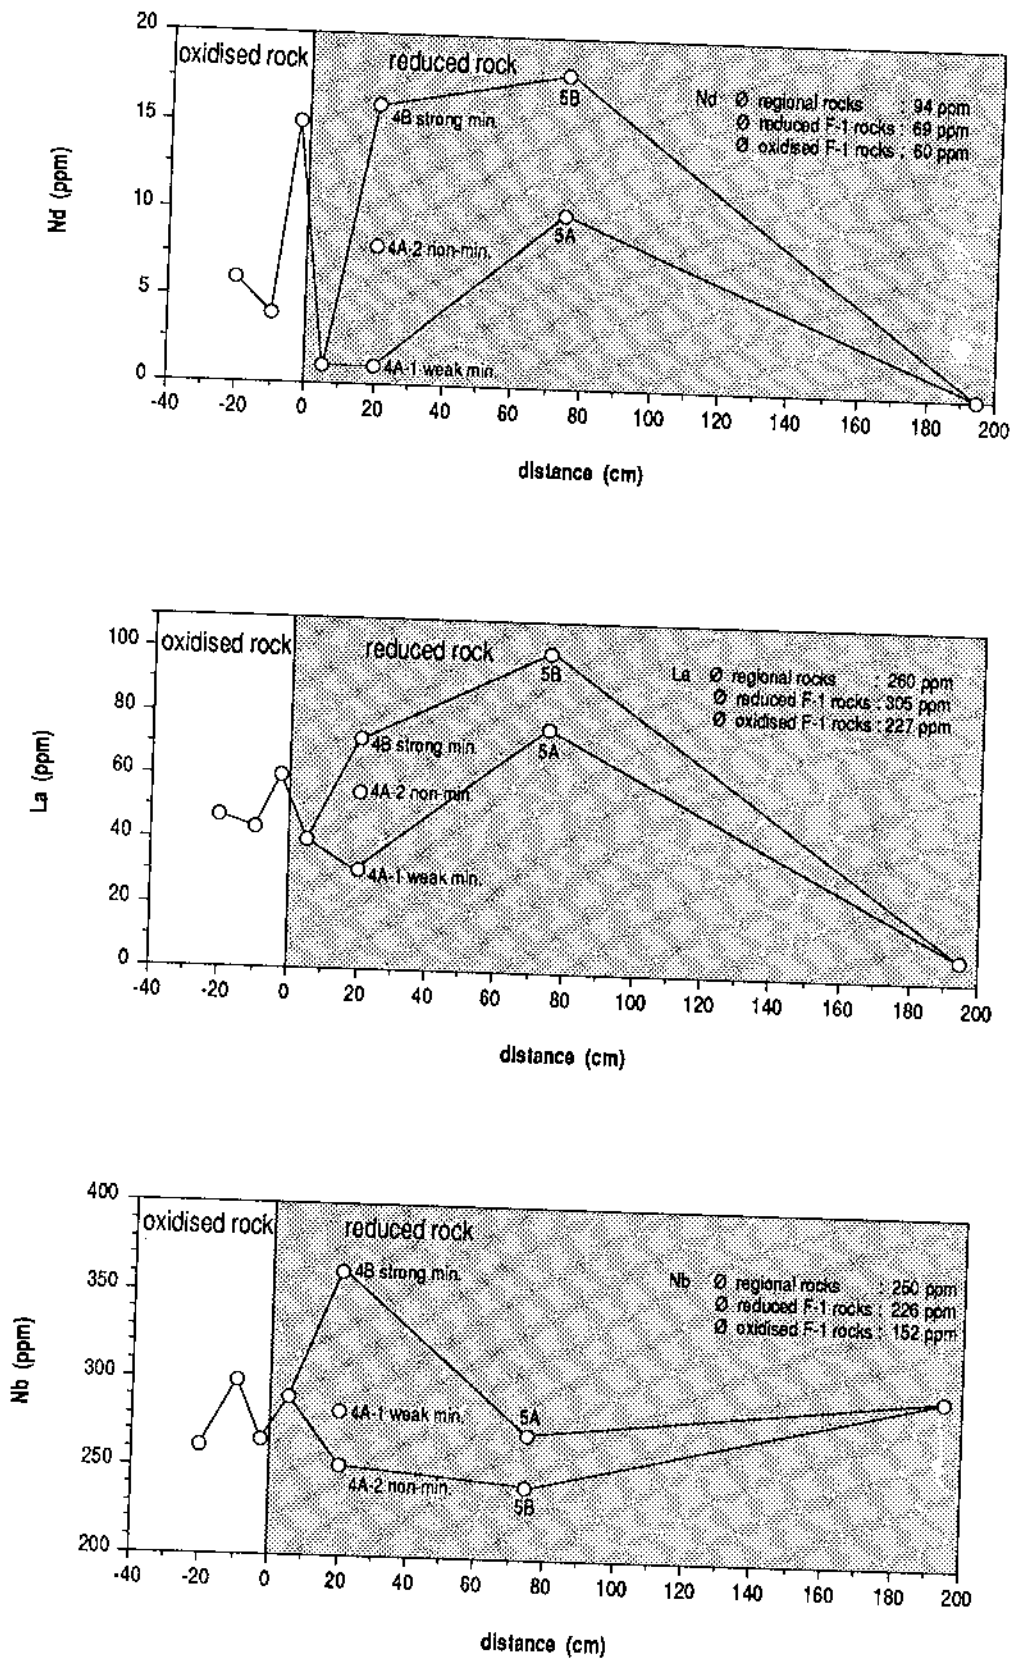 20
15
10
5
0
Nd (ppm)
oxidised rock
reduced rock
4B strong min.
5B
4A-2 non-min.
5A
4A-1 weak min.
Nd Ø regional rocks : 94 ppm
Ø reduced F-1 rocks : 69 ppm
Ø oxidised F-1 rocks : 60 ppm
-40 -20 0 20 40 60 80 100 120 140 160 180 200
distance (cm)
100
80
60
40
20
0
La (ppm)
oxidised rock
reduced rock
5B
4B strong min.
5A
4A-2 non-min.
4A-1 weak min.
La Ø regional rocks : 260 ppm
Ø reduced F-1 rocks : 305 ppm
Ø oxidised F-1 rocks : 227 ppm
-40 -20 0 20 40 60 80 100 120 140 160 180 200
distance (cm)
400
350
300
250
200
Nb (ppm)
oxidised rock
reduced rock
4B strong min.
4A-1 weak min.
5A
4A-2 non-min.
5B
Nb Ø regional rocks : 250 ppm
Ø reduced F-1 rocks : 226 ppm
Ø oxidised F-1 rocks : 152 ppm
-40 -20 0 20 40 60 80 100 120 140 160 180 200
distance (cm)